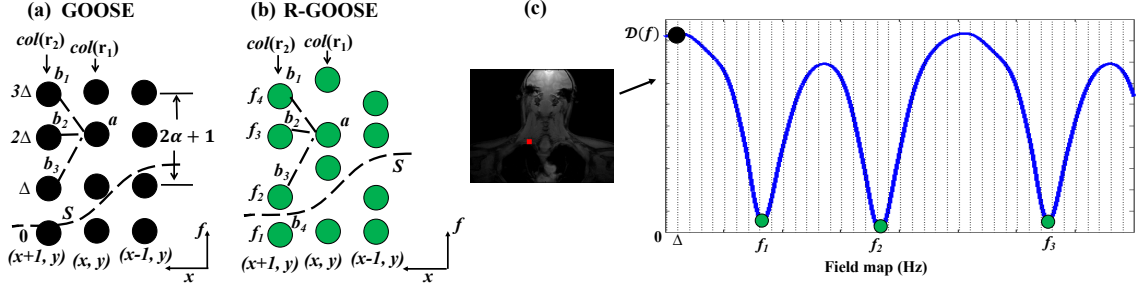 (a) GOOSE
col(r₂)
col(r₁)
b₁
3Δ
b₂
a
2Δ
2α + 1
b₃
Δ
S
0
f
(x+1, y) (x, y) (x-1, y)
x
(b) R-GOOSE
col(r₂)
col(r₁)
b₁
f₄
b₂
a
f₃
b₃
f₂
S
b₄
f₁
f
(x+1, y) (x, y) (x-1, y)
x
(c)
D(f)
0
Δ
f₁
f₂
f₃
Field map (Hz)